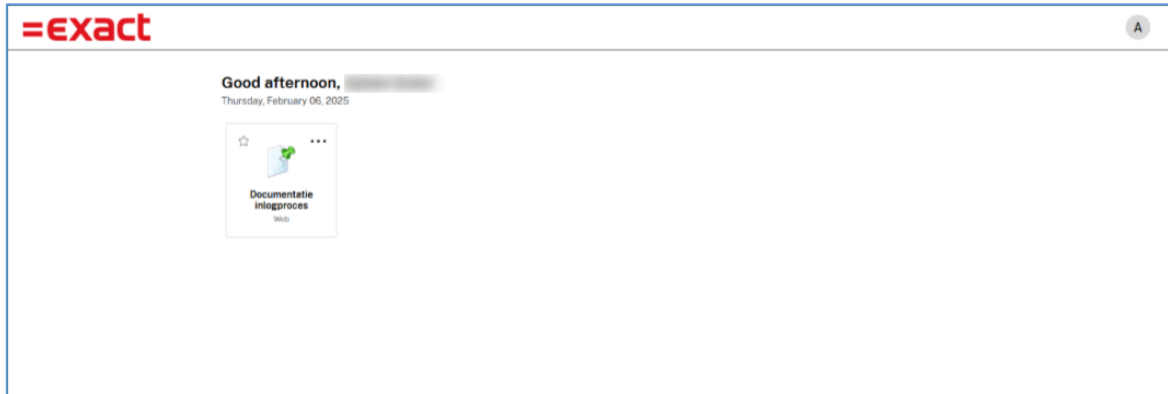 =exact
A
Good afternoon,
Thursday, February 06, 2025
Documentatie
inlogproces
Web